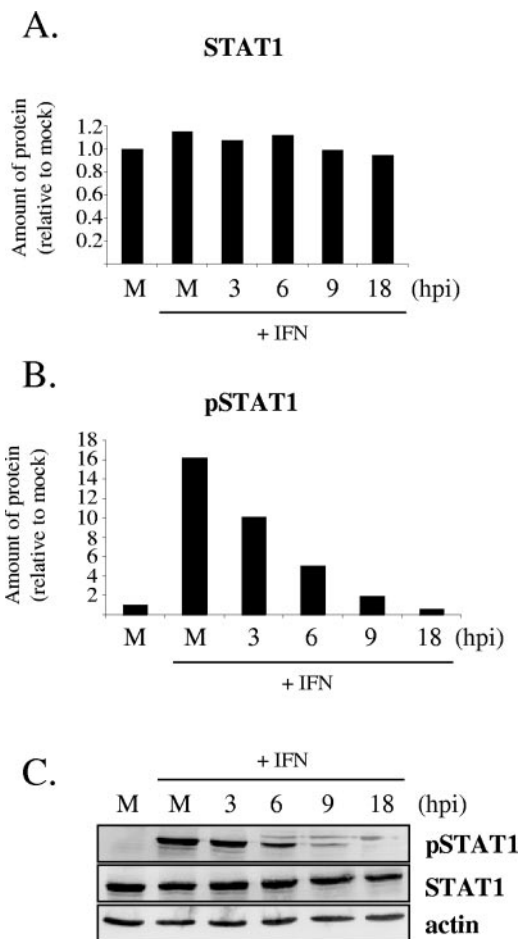 A.
STAT1
Amount of protein
(relative to mock)
1.2
1.0
0.8
0.6
0.4
0.2
M M 3 6 9 18 (hpi)
+ IFN
B.
pSTAT1
Amount of protein
(relative to mock)
18
16
14
12
10
8
6
4
2
M M 3 6 9 18 (hpi)
+ IFN
C.
+ IFN
M M 3 6 9 18 (hpi)
pSTAT1
STAT1
actin